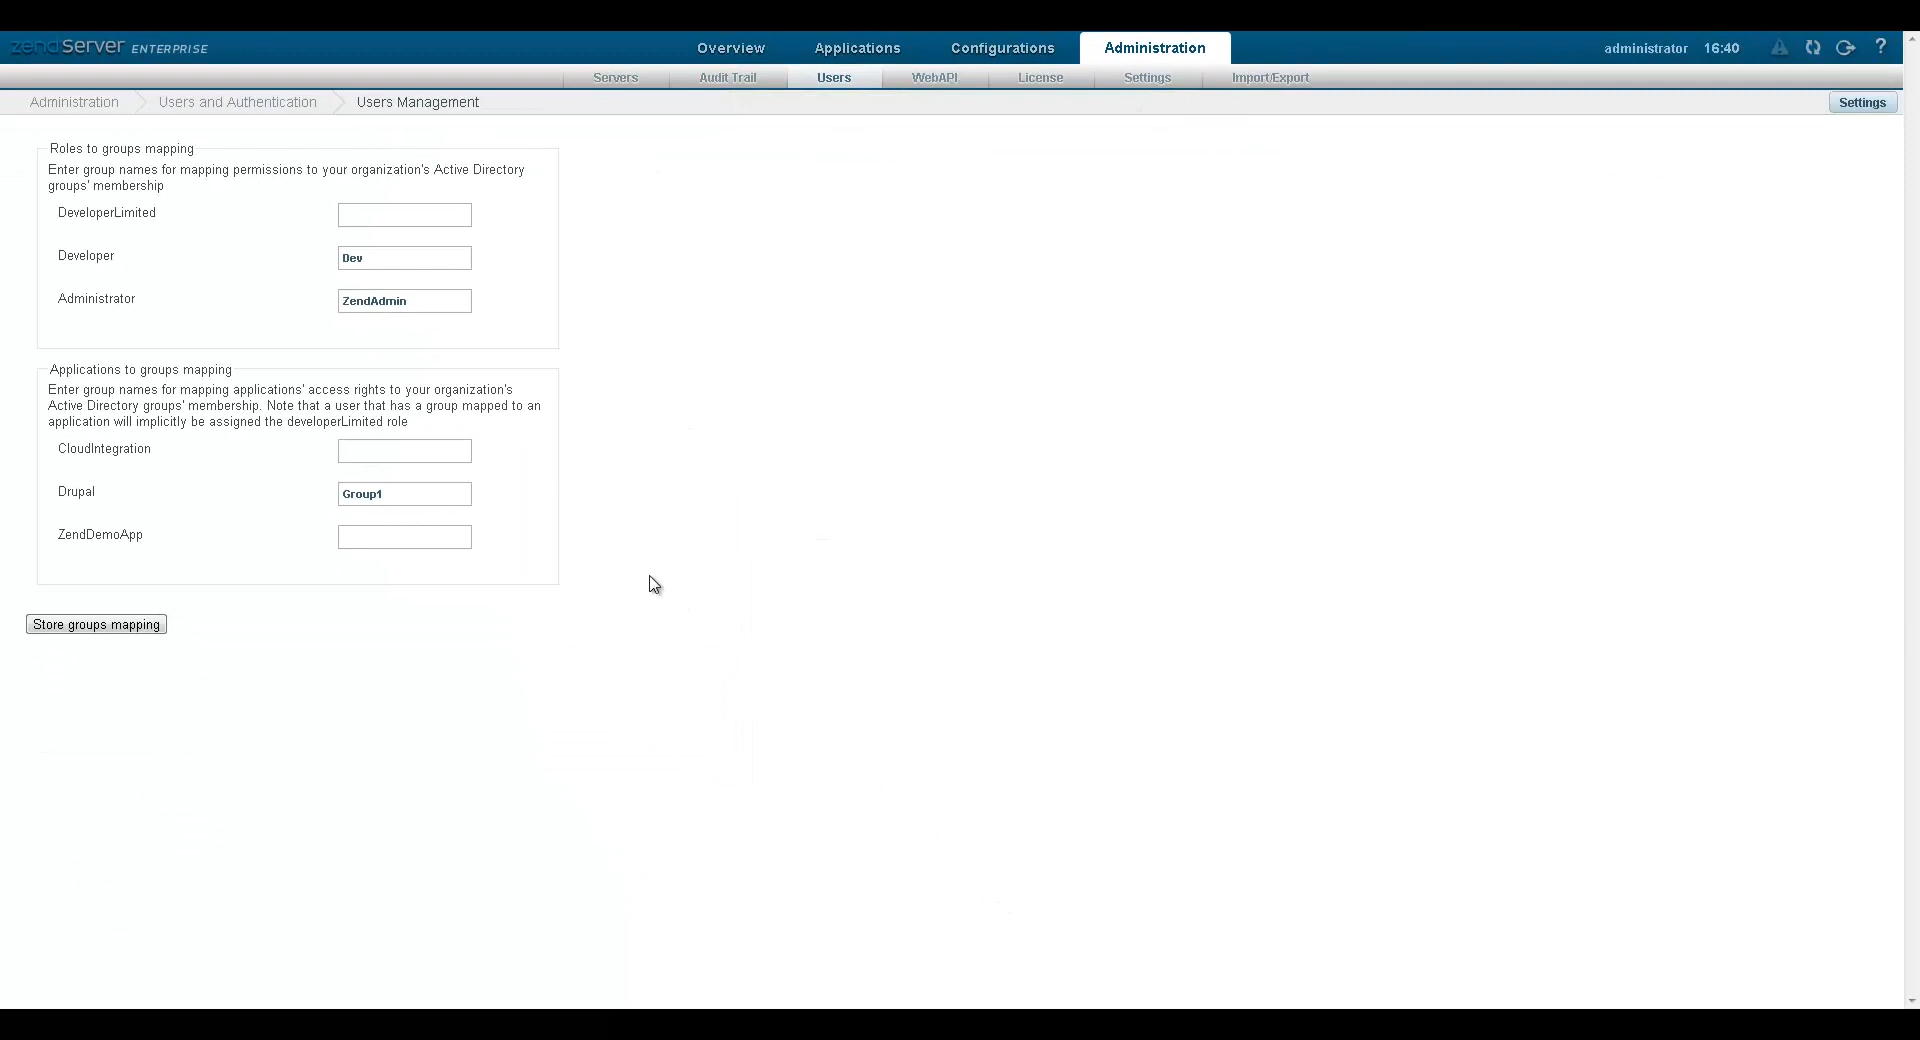 zendServer ENTERPRISE
Overview
Applications
Configurations
Administration
administrator
16:40
?
Servers
Audit Trail
Users
WebAPI
License
Settings
Import/Export
Administration
Users and Authentication
Users Management
Settings
Roles to groups mapping
Enter group names for mapping permissions to your organization's Active Directory
groups' membership
DeveloperLimited
Developer
Dev
Administrator
ZendAdmin
Applications to groups mapping
Enter group names for mapping applications' access rights to your organization's
Active Directory groups' membership. Note that a user that has a group mapped to an
application will implicitly be assigned the developerLimited role
CloudIntegration
Drupal
Group1
ZendDemoApp
Store groups mapping